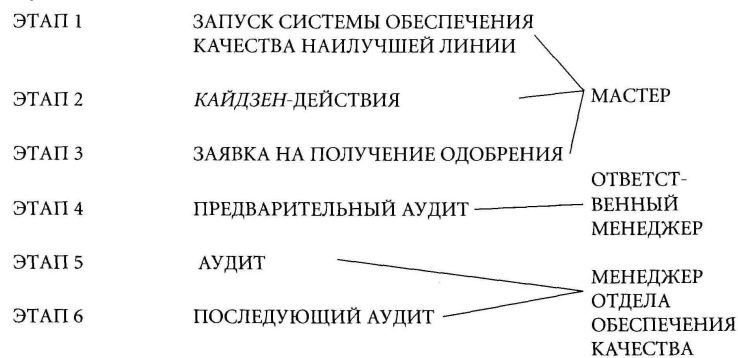 ЭТАП 1 ЗАПУСК СИСТЕМЫ ОБЕСПЕЧЕНИЯ
КАЧЕСТВА НАИЛУЧШЕЙ ЛИНИИ
ЭТАП 2 КАЙДЗЕН-ДЕЙСТВИЯ МАСТЕР
ЭТАП 3 ЗАЯВКА НА ПОЛУЧЕНИЕ ОДОБРЕНИЯ
ЭТАП 4 ПРЕДВАРИТЕЛЬНЫЙ АУДИТ
ОТВЕТСТ-
ВЕННЫЙ
МЕНЕДЖЕР
ЭТАП 5 АУДИТ
ЭТАП 6 ПОСЛЕДУЮЩИЙ АУДИТ
МЕНЕДЖЕР
ОТДЕЛА
ОБЕСПЕЧЕНИЯ
КАЧЕСТВА